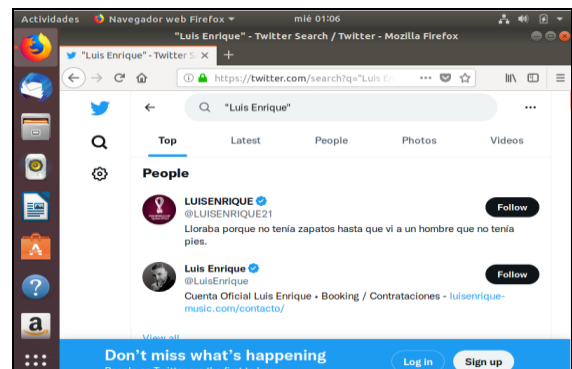 Actividades Navegador web Firefox mié 01:06
"Luis Enrique" - Twitter Search / Twitter - Mozilla Firefox
"Luis Enrique" - Twitter S
https://twitter.com/search?q="Luis En
"Luis Enrique"
Top Latest People Photos Videos
People
LUISENRIQUE
@LUISENRIQUE21
Follow
Lloraba porque no tenía zapatos hasta que vi a un hombre que no tenía
pies.
Luis Enrique
@LuisEnrique
Follow
Cuenta Oficial Luis Enrique • Booking / Contrataciones - luisenrique-
music.com/contacto/
View all
Don't miss what's happening
Log in Sign up